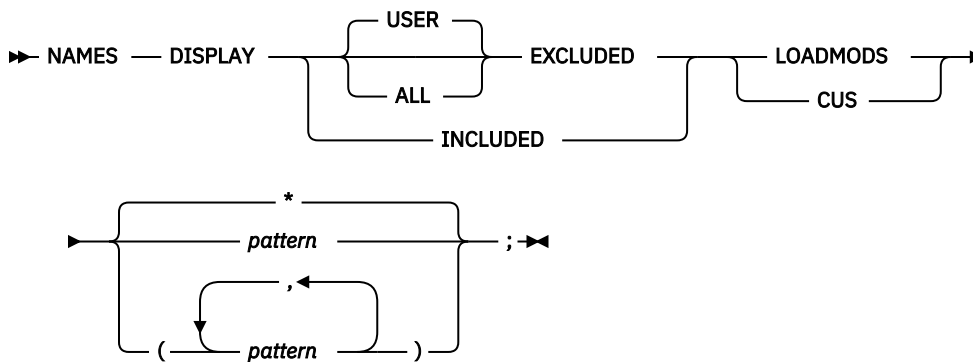 USER
NAMES DISPLAY EXCLUDED LOADMODS
ALL CUS
INCLUDED
*
pattern ;
,
( pattern )